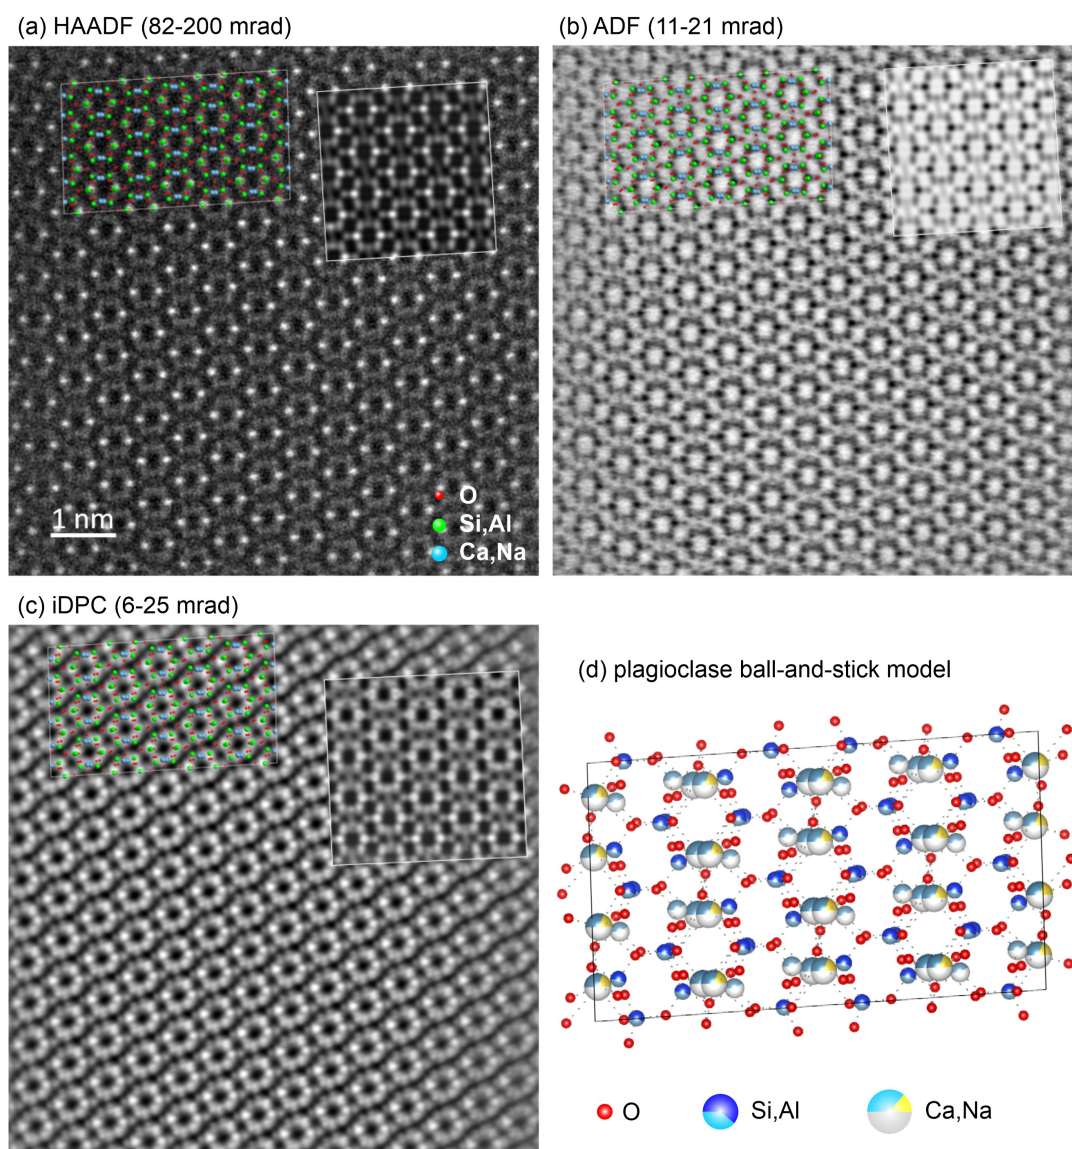 (a) HAADF (82-200 mrad)
(b) ADF (11-21 mrad)
1 nm
O
Si,Al
Ca,Na
(c) iDPC (6-25 mrad)
(d) plagioclase ball-and-stick model
O
Si,Al
Ca,Na